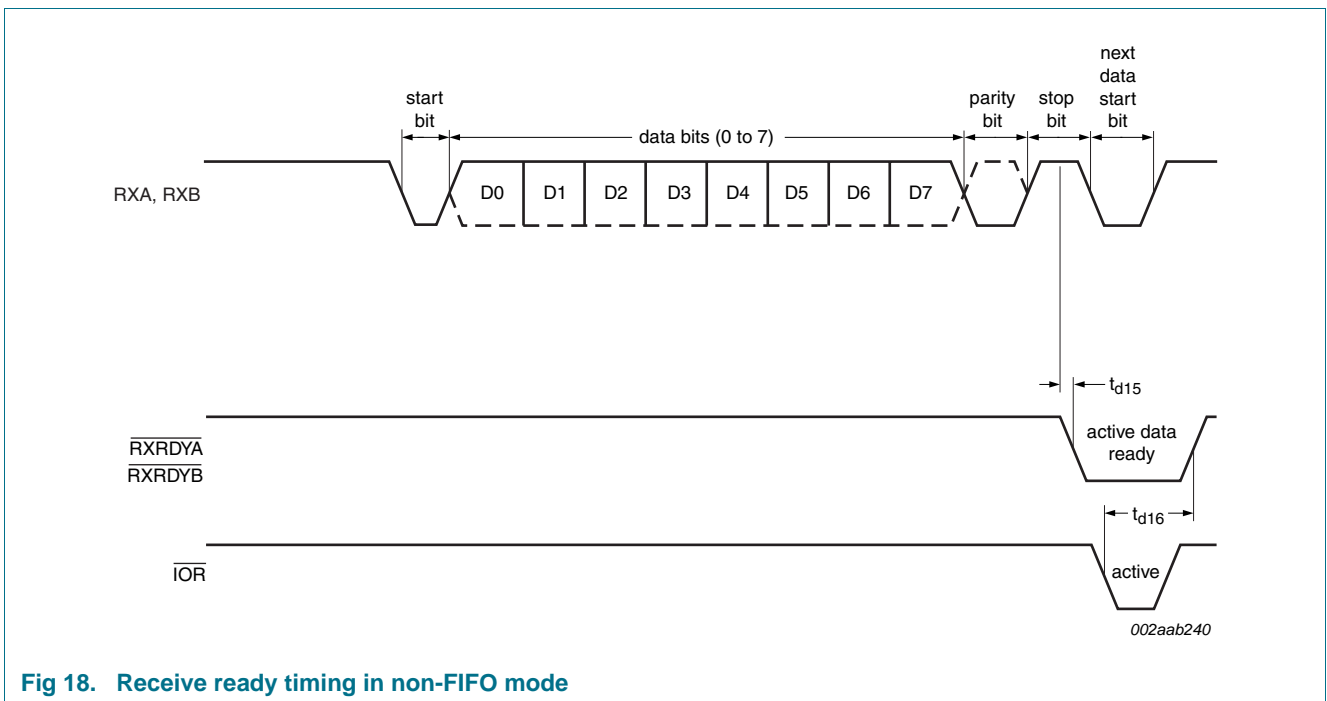 next
data
start
bit
start
bit
parity
bit
stop
bit
data bits (0 to 7)
RXA, RXB
D0 D1 D2 D3 D4 D5 D6 D7
td15
RXRDYA
RXRDYB
active data
ready
td16
IOR
active
002aab240
Fig 18. Receive ready timing in non-FIFO mode